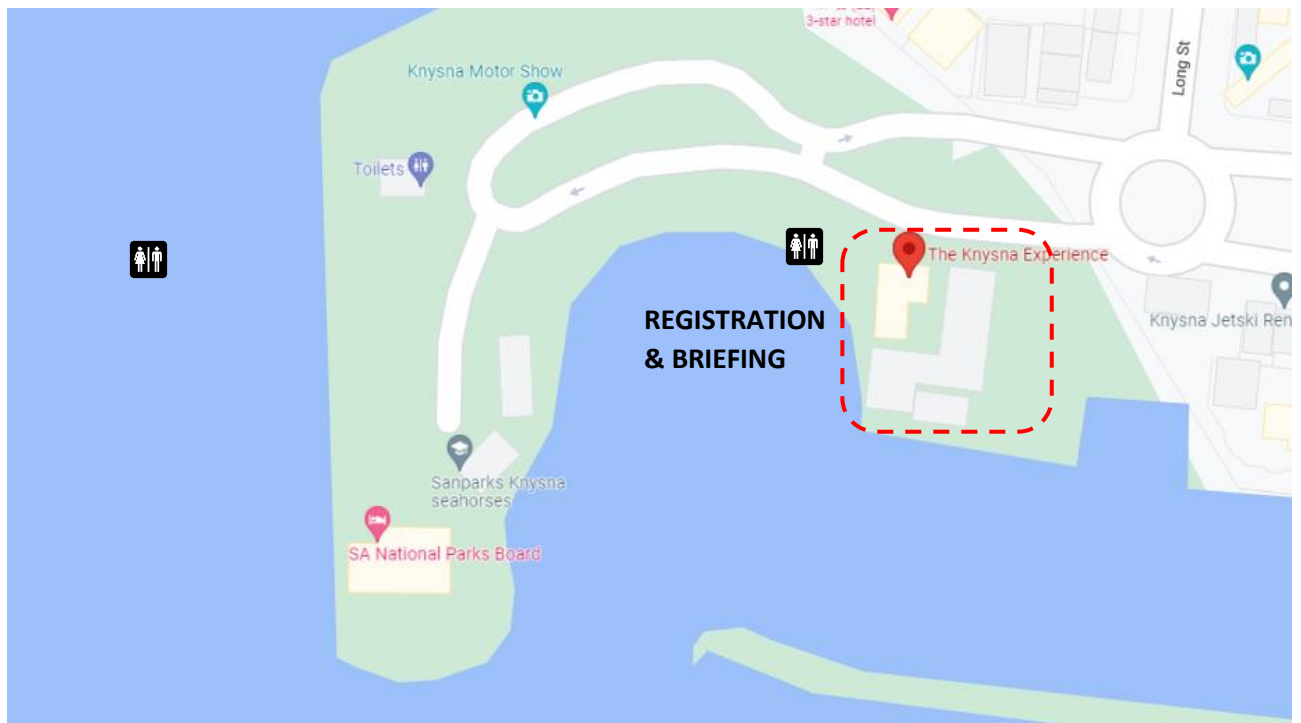 3-star hotel
Knysna Motor Show
Long St
Toilets
The Knysna Experience
REGISTRATION
& BRIEFING
Knysna Jetski Ren
Sanparks Knysna
seahorses
SA National Parks Board